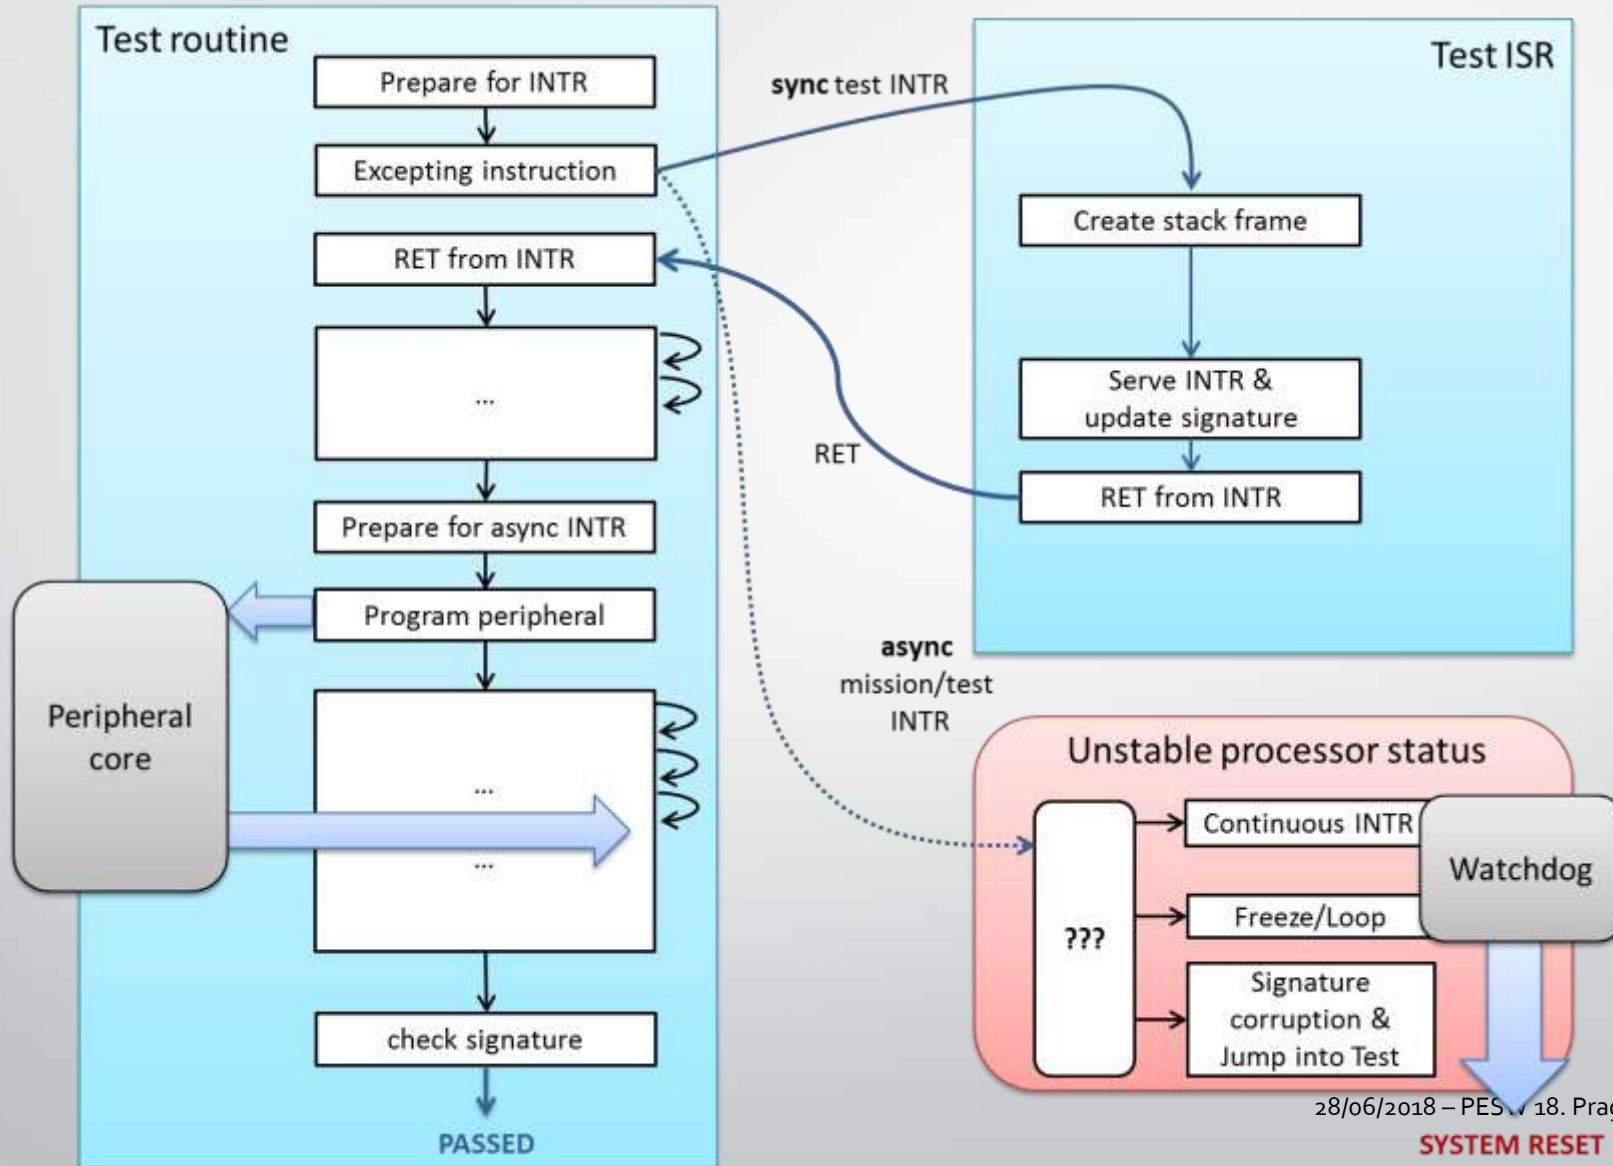 Test routine
Prepare for INTR
Excepting instruction
RET from INTR
...
Prepare for async INTR
Program peripheral
Peripheral
core
...
...
check signature
PASSED
sync test INTR
RET
async
mission/test
INTR
Test ISR
Create stack frame
Serve INTR &
update signature
RET from INTR
Unstable processor status
???
Continuous INTR
Freeze/Loop
Signature
corruption &
Jump into Test
Watchdog
28/06/2018 – PESW 18. Prag
SYSTEM RESET